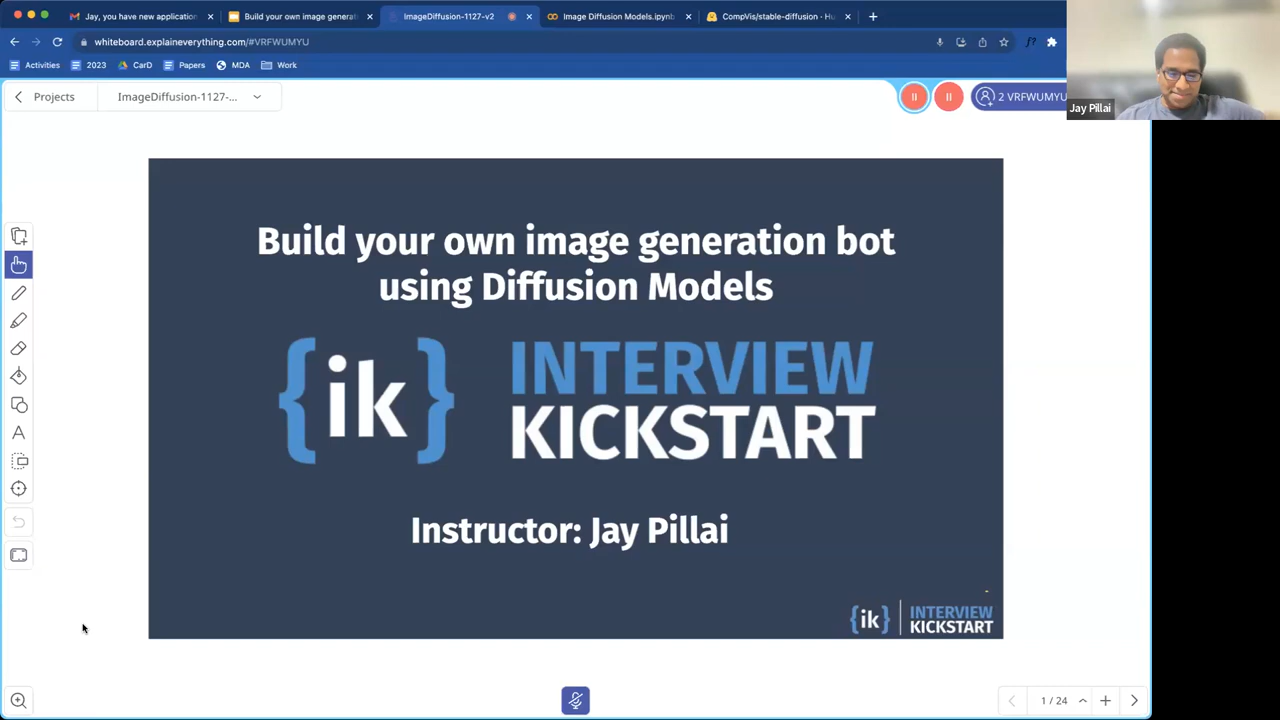 Jay, you have new application
Build your own image generat
ImageDiffusion-1127-v2
Image Diffusion Models.ipynb
CompVis/stable-diffusion · Hu
whiteboard.explaineverything.com/#VRFWUMYU
Activities
2023
CarD
Papers
MDA
Work
Projects
ImageDiffusion-1127-...
2 VRFWUMYU
Jay Pillai
Build your own image generation bot
using Diffusion Models
{ik} INTERVIEW
KICKSTART
Instructor: Jay Pillai
{ik} INTERVIEW
KICKSTART
1 / 24